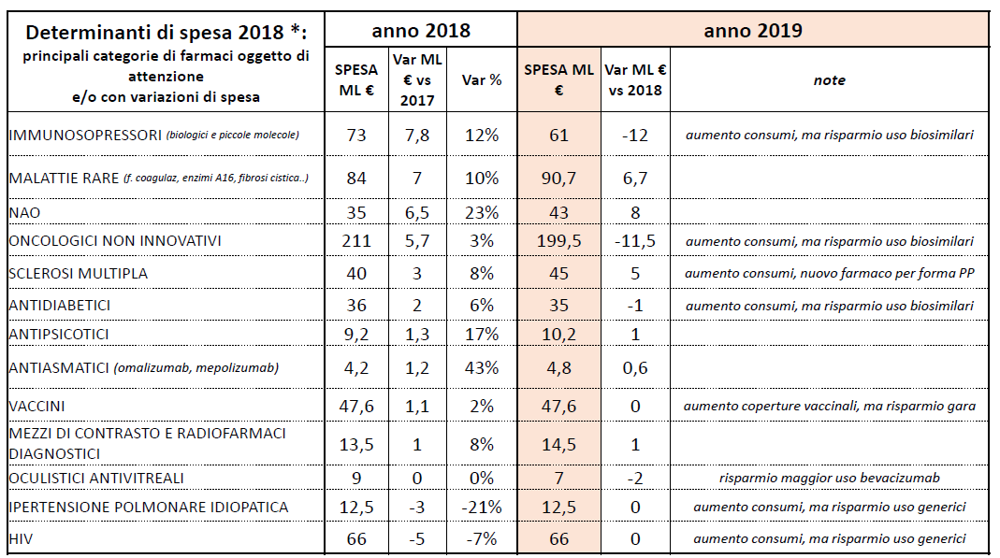 Determinanti di spesa 2018 *:
principali categorie di farmaci oggetto di
attenzione
e/o con variazioni di spesa
anno 2018
anno 2019
SPESA
ML €
Var ML
€ vs
2017
Var %
SPESA ML
€
Var ML €
vs 2018
note
IMMUNOSOPRESSORI (biologici e piccole molecole) 73 7,8 12% 61 -12 aumento consumi, ma risparmio uso biosimilari
MALATTIE RARE (f. coagulaz, enzimi A16, fibrosi cistica..) 84 7 10% 90,7 6,7
NAO 35 6,5 23% 43 8
ONCOLOGICI NON INNOVATIVI 211 5,7 3% 199,5 -11,5 aumento consumi, ma risparmio uso biosimilari
SCLEROSI MULTIPLA 40 3 8% 45 5 aumento consumi, nuovo farmaco per forma PP
ANTIDIABETICI 36 2 6% 35 -1 aumento consumi, ma risparmio uso biosimilari
ANTIPSICOTICI 9,2 1,3 17% 10,2 1
ANTIASMATICI (omalizumab, mepolizumab) 4,2 1,2 43% 4,8 0,6
VACCINI 47,6 1,1 2% 47,6 0 aumento coperture vaccinali, ma risparmio gara
MEZZI DI CONTRASTO E RADIOFARMACI
DIAGNOSTICI 13,5 1 8% 14,5 1
OCULISTICI ANTIVITREALI 9 0 0% 7 -2 risparmio maggior uso bevacizumab
IPERTENSIONE POLMONARE IDIOPATICA 12,5 -3 -21% 12,5 0 aumento consumi, ma risparmio uso generici
HIV 66 -5 -7% 66 0 aumento consumi, ma risparmio uso generici